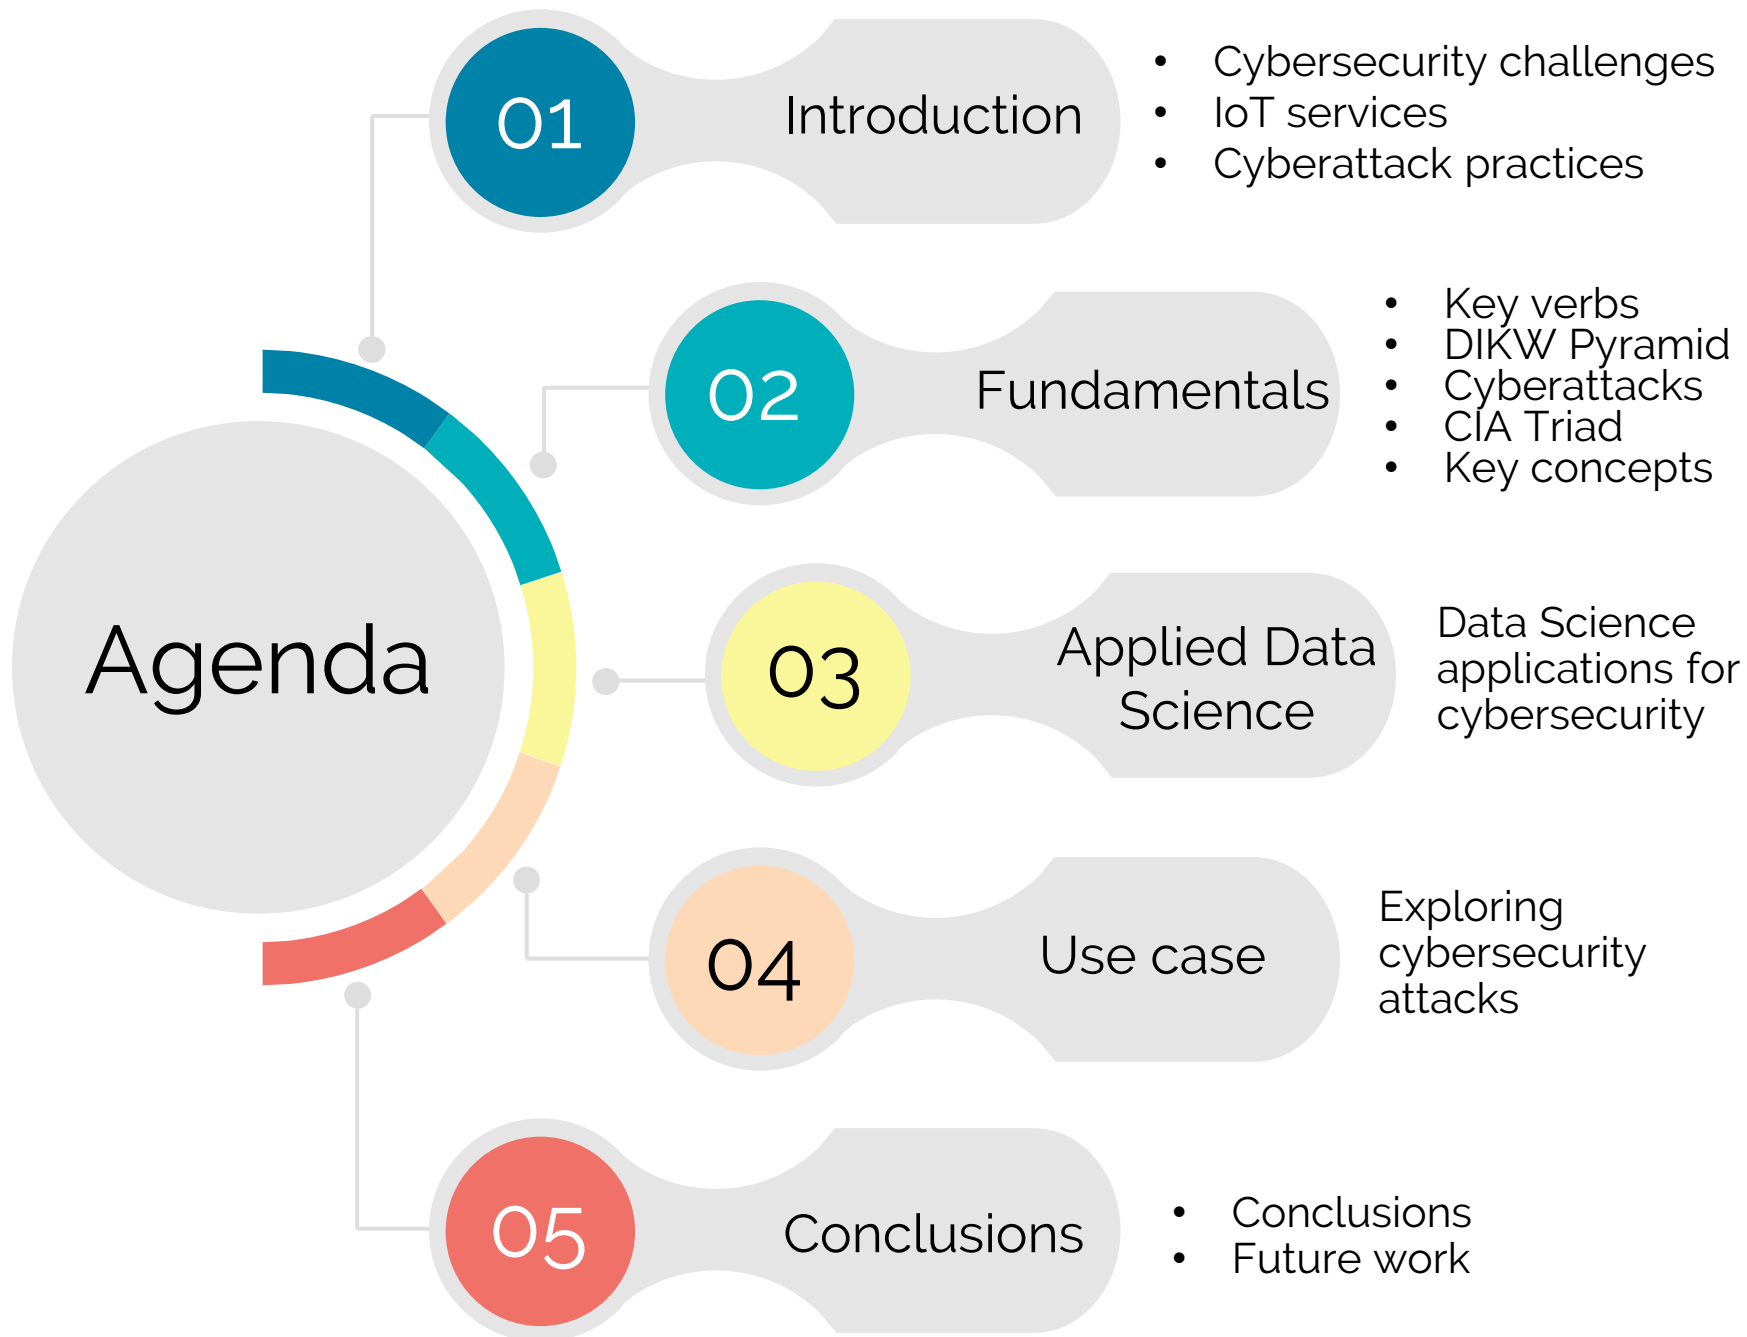 Agenda
01
Introduction
• Cybersecurity challenges
• IoT services
• Cyberattack practices
02
Fundamentals
• Key verbs
• DIKW Pyramid
• Cyberattacks
• CIA Triad
• Key concepts
03
Applied Data
Science
Data Science
applications for
cybersecurity
04
Use case
Exploring
cybersecurity
attacks
05
Conclusions
• Conclusions
• Future work